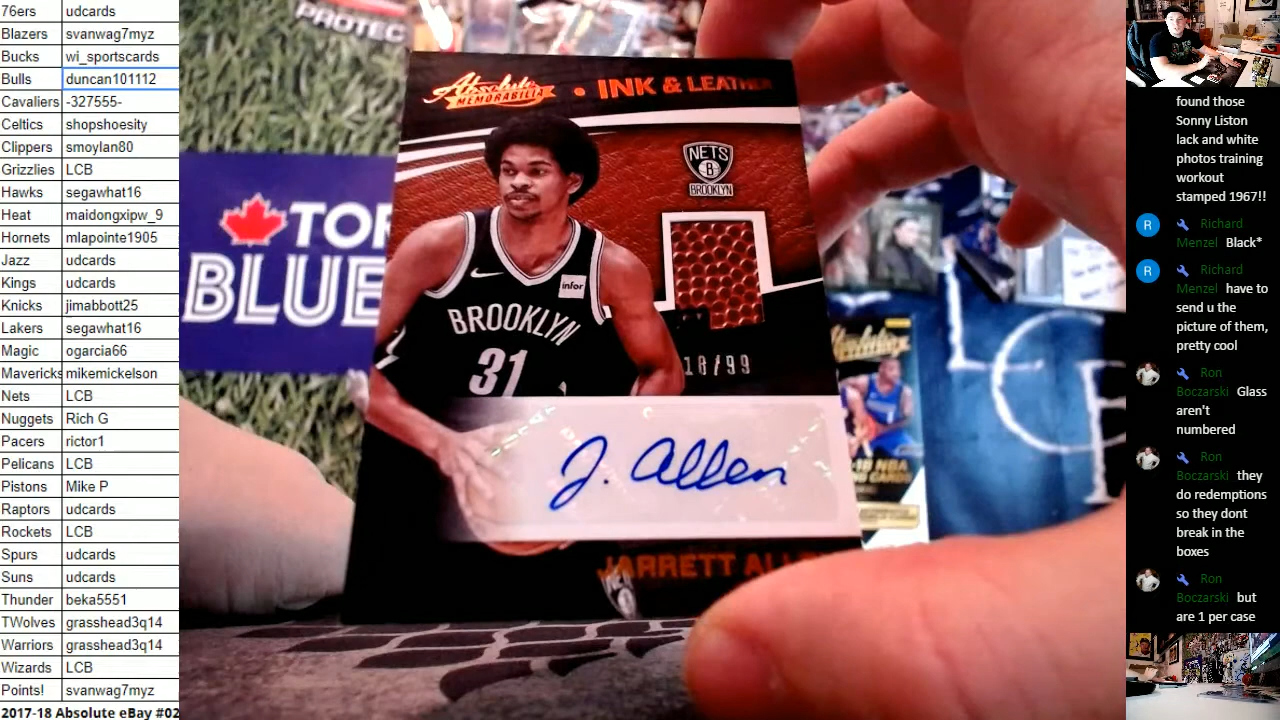 76ers udcards
Blazers svanwag7myz
Bucks wi_sportscards
Bulls duncan101112
Cavaliers -327555-
Celtics shopshoesity
Clippers smoylan80
Grizzlies LCB
Hawks segawhat16
Heat maidongxipw_9
Hornets mlapointe1905
Jazz udcards
Kings udcards
Knicks jimabbott25
Lakers segawhat16
Magic ogarcia66
Mavericks mikemickelson
Nets LCB
Nuggets Rich G
Pacers rictor1
Pelicans LCB
Pistons Mike P
Raptors udcards
Rockets LCB
Spurs udcards
Suns udcards
Thunder beka5551
TWolves grasshead3q14
Warriors grasshead3q14
Wizards LCB
Points! svanwag7myz
2017-18 Absolute eBay #02
PROTEC
TOR
BLUE
Absolute
MEMORABILIA
• INK & LEATHER
NETS
B
BROOKLYN
infor
BROOKLYN
31
18/99
J. Allen
JARRETT ALL
found those
Sonny Liston
lack and white
photos training
workout
stamped 1967!!
R Richard
Menzel Black*
R Richard
Menzel have to
send u the
picture of them,
pretty cool
Ron
Boczarski Glass
aren't
numbered
Ron
Boczarski they
do redemptions
so they dont
break in the
boxes
Ron
Boczarski but
are 1 per case